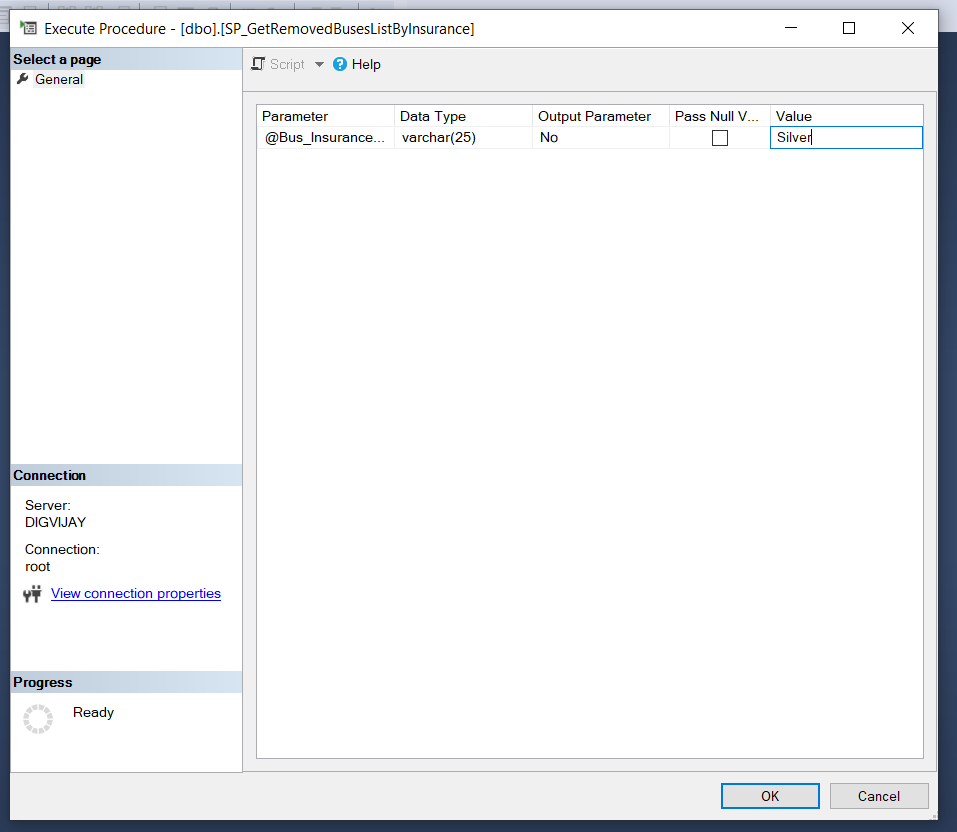 Execute Procedure - [dbo].[SP_GetRemovedBusesListByInsurance]
Select a page
General
Script Help
Parameter Data Type Output Parameter Pass Null V... Value
@Bus_Insurance... varchar(25) No Silver
Connection
Server:
DIGVIJAY
Connection:
root
View connection properties
Progress
Ready
OK Cancel